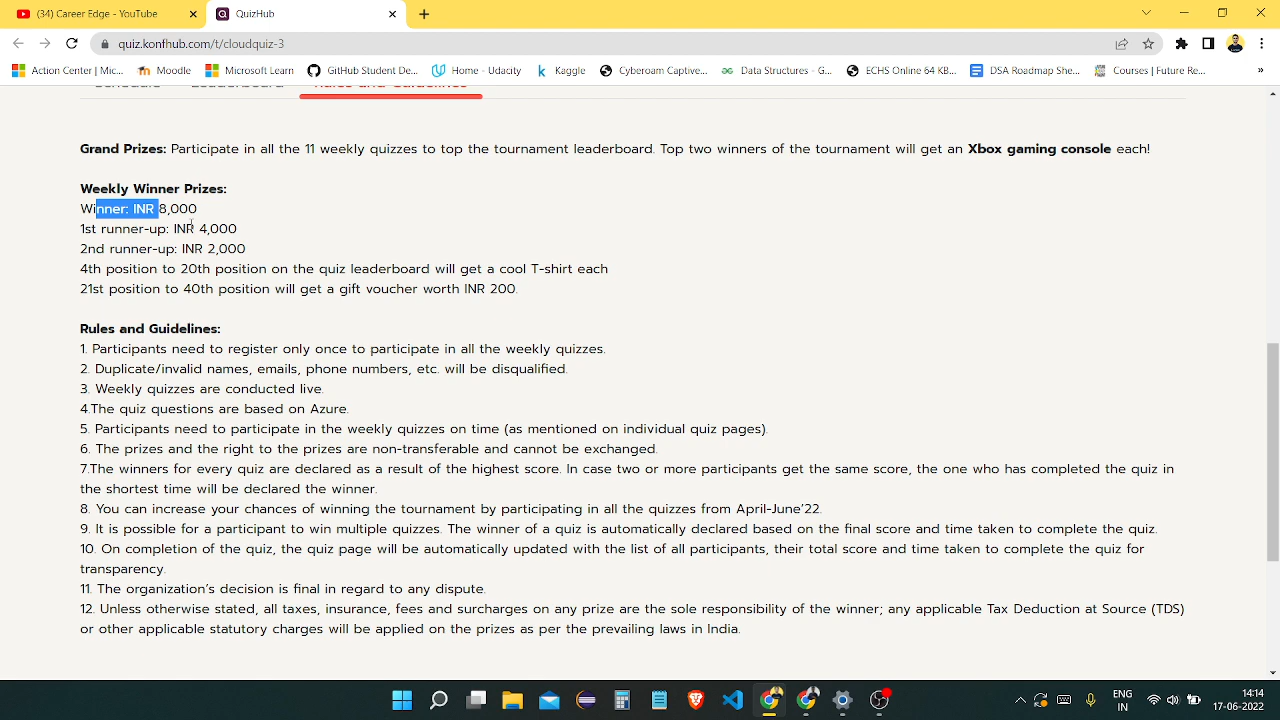 (34) Career Edge - YouTube
QuizHub
quiz.konfhub.com/t/cloudquiz-3
Action Center | Mic...
Moodle
Microsoft Learn
GitHub Student De...
Home - Udacity
Kaggle
Cyberoam Captive...
Data Structures - G...
ECHS Online 64 KB...
DSA Roadmap She...
Courses | Future Re...
»
Schedule Leaderboard Rules and Guidelines
Grand Prizes: Participate in all the 11 weekly quizzes to top the tournament leaderboard. Top two winners of the tournament will get an Xbox gaming console each!
Weekly Winner Prizes:
Winner: INR 8,000
1st runner-up: INR 4,000
2nd runner-up: INR 2,000
4th position to 20th position on the quiz leaderboard will get a cool T-shirt each
21st position to 40th position will get a gift voucher worth INR 200.
Rules and Guidelines:
1. Participants need to register only once to participate in all the weekly quizzes.
2. Duplicate/invalid names, emails, phone numbers, etc. will be disqualified.
3. Weekly quizzes are conducted live.
4.The quiz questions are based on Azure.
5. Participants need to participate in the weekly quizzes on time (as mentioned on individual quiz pages).
6. The prizes and the right to the prizes are non-transferable and cannot be exchanged.
7.The winners for every quiz are declared as a result of the highest score. In case two or more participants get the same score, the one who has completed the quiz in
the shortest time will be declared the winner.
8. You can increase your chances of winning the tournament by participating in all the quizzes from April-June'22.
9. It is possible for a participant to win multiple quizzes. The winner of a quiz is automatically declared based on the final score and time taken to complete the quiz.
10. On completion of the quiz, the quiz page will be automatically updated with the list of all participants, their total score and time taken to complete the quiz for
transparency.
11. The organization's decision is final in regard to any dispute.
12. Unless otherwise stated, all taxes, insurance, fees and surcharges on any prize are the sole responsibility of the winner; any applicable Tax Deduction at Source (TDS)
or other applicable statutory charges will be applied on the prizes as per the prevailing laws in India.
ENG
IN
14:14
17-06-2022